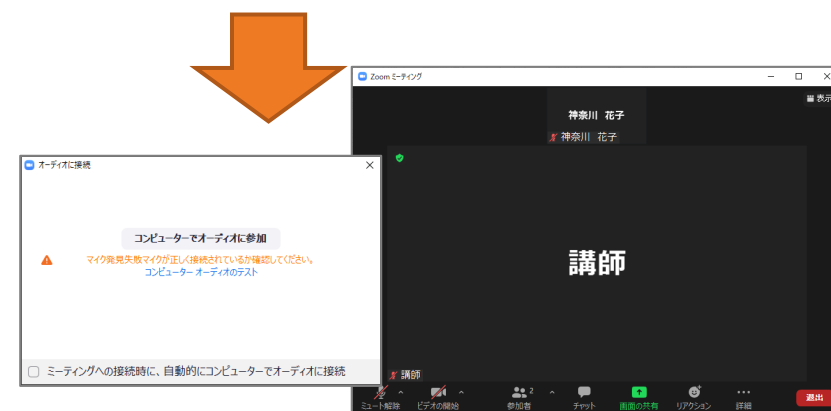 Zoom ミーティング
表示
神奈川 花子
神奈川 花子
オーディオに接続
コンピューターでオーディオに参加
マイク発見失敗マイクが正しく接続されているか確認してください。
コンピューター オーディオのテスト
ミーティングへの接続時に、自動的にコンピューターでオーディオに接続
講師
講師
ミュート解除
ビデオの開始
2
参加者
チャット
画面の共有
リアクション
詳細
退出